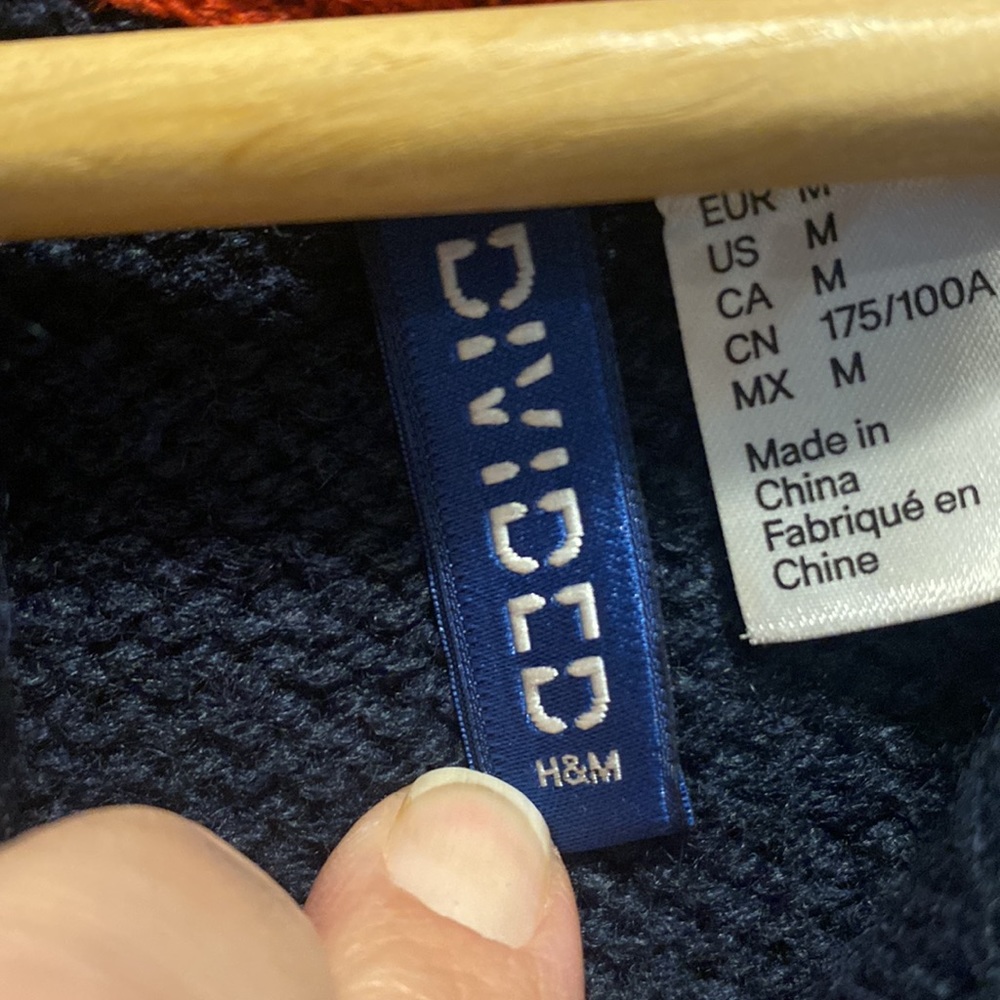 DIVIDED
H&M
EUR M
US M
CA M
CN 175/100A
MX M
Made in
China
Fabriqué en
Chine